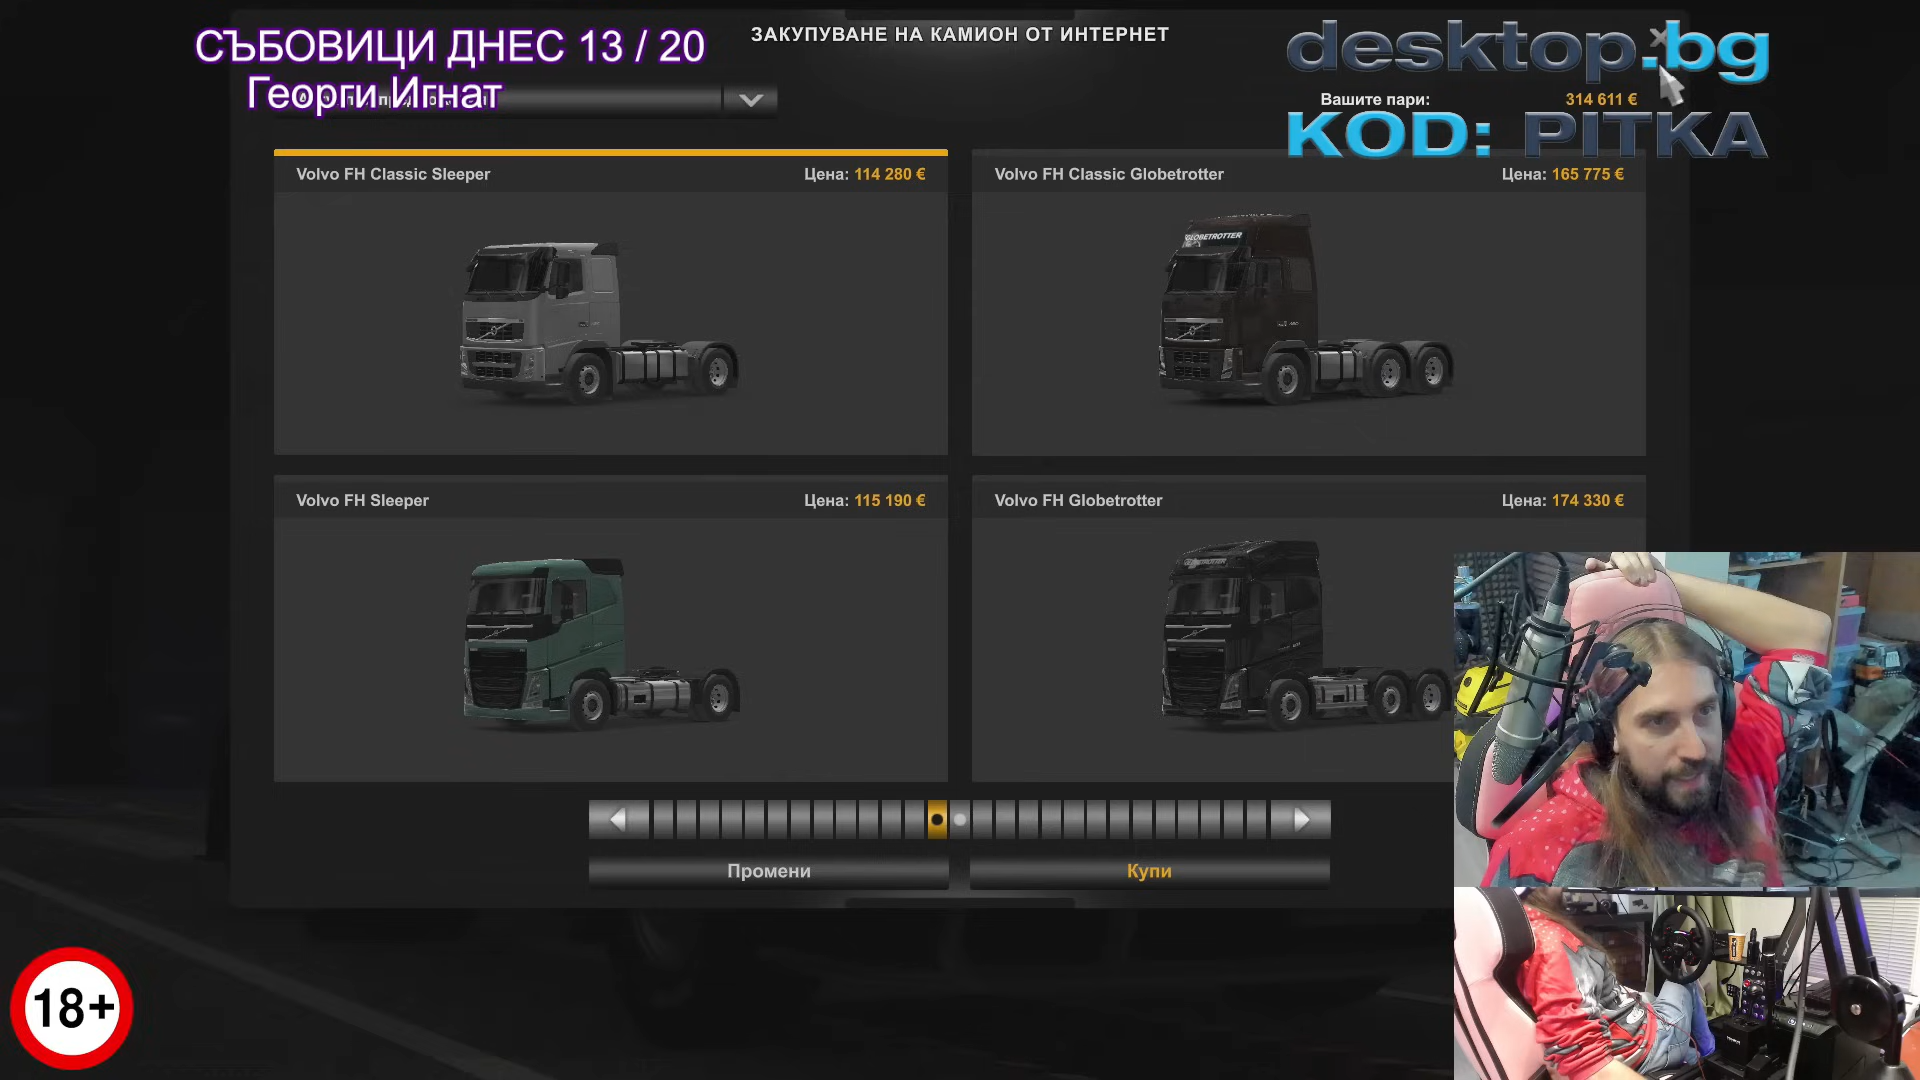 СЪБОВИЦИ ДНЕС 13 / 20
Георги Игнат
ЗАКУПУВАНЕ НА КАМИОН ОТ ИНТЕРНЕТ
desktop.bg
Вашите пари: 314 611 €
KOD: PITKA
Volvo FH Classic Sleeper Цена: 114 280 €
Volvo FH Classic Globetrotter Цена: 165 775 €
GLOBETROTTER
Volvo FH Sleeper Цена: 115 190 €
Volvo FH Globetrotter Цена: 174 330 €
Промени
Купи
18+